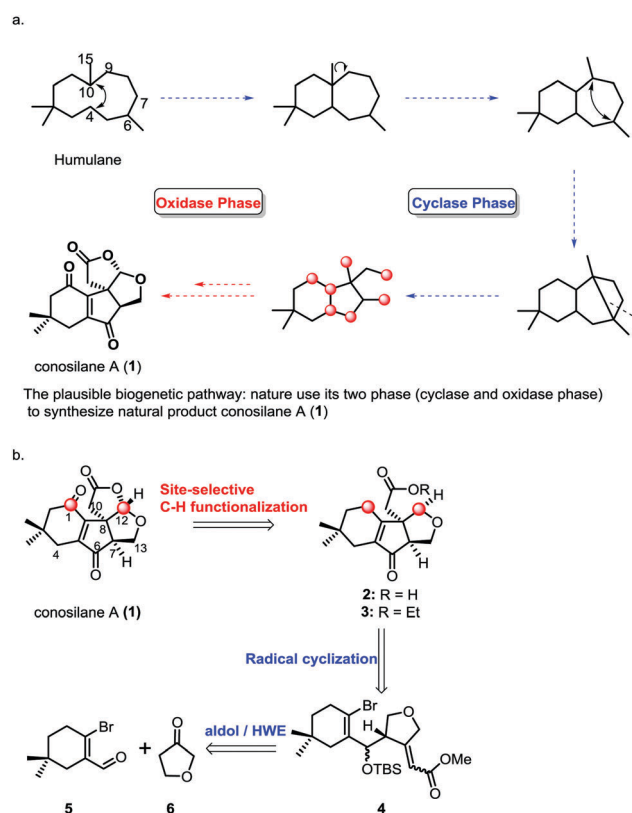 a.
15
9
10
4
7
6
Humulane
Oxidase Phase
Cyclase Phase
O
O
O
O
O
conosilane A (1)
The plausible biogenetic pathway: nature use its two phase (cyclase and oxidase phase)
to synthesize natural product conosilane A (1)
b.
O
O
O
H
10
1
12
O
8
13
4
6
7
H
O
conosilane A (1)
Site-selective
C-H functionalization
O
OR
H
O
H
O
2: R = H
3: R = Et
Radical cyclization
Br
O
H
OTBS
OMe
O
4
aldol / HWE
Br
O
5
+
O
O
6